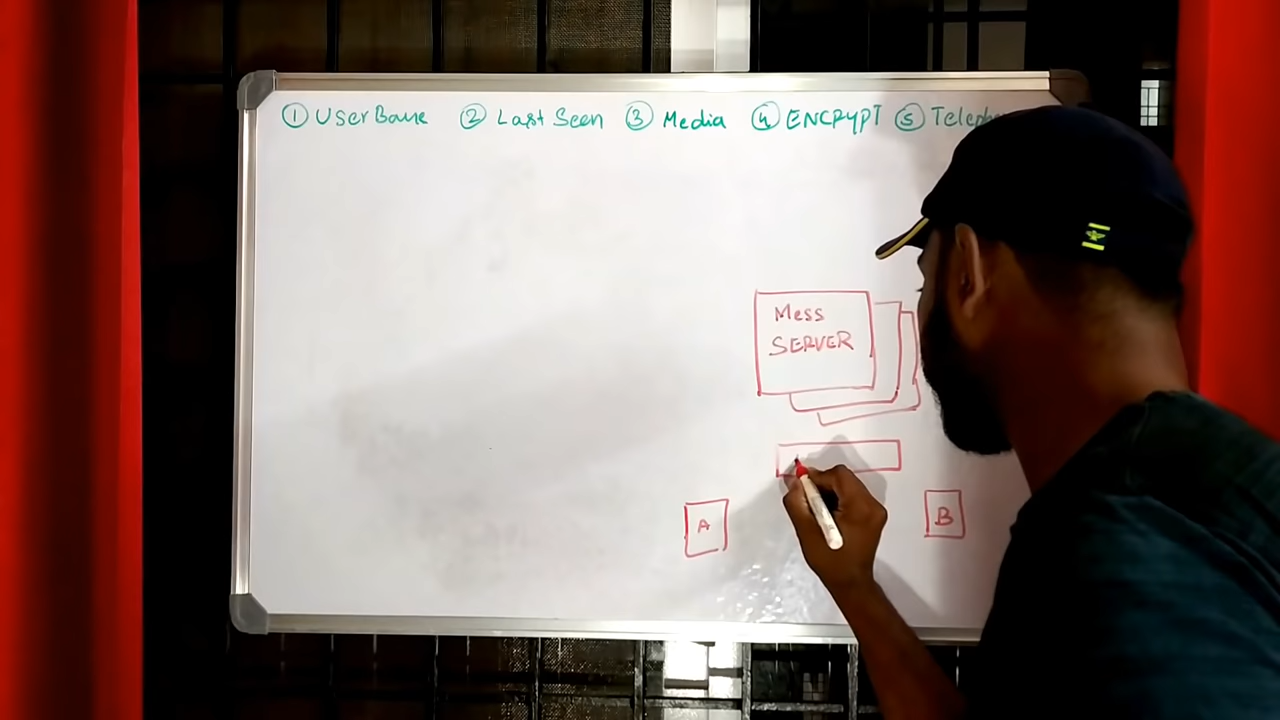 ① User Base ② Last Seen ③ Media ④ ENCRYPT ⑤
Mess
SERVER
A
B